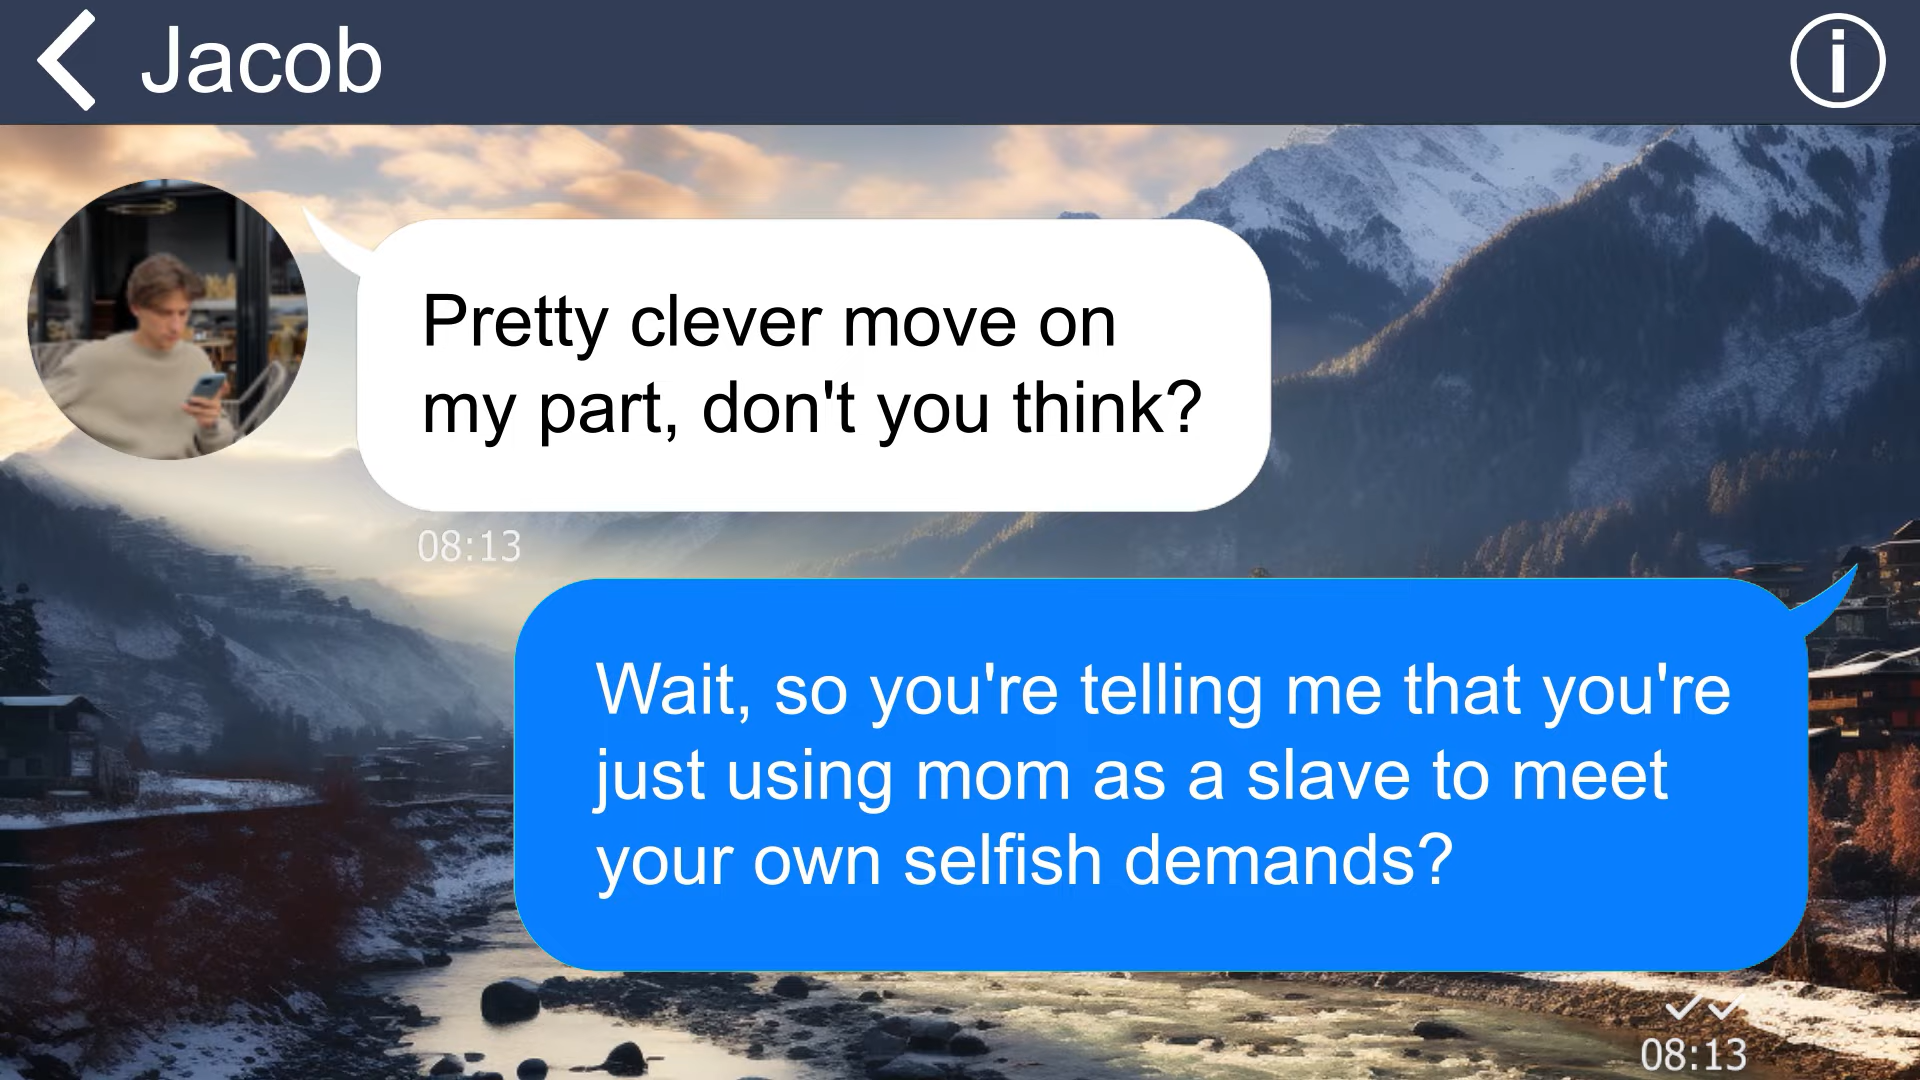 Jacob
Pretty clever move on
my part, don't you think?
08:13
Wait, so you're telling me that you're
just using mom as a slave to meet
your own selfish demands?
08:13